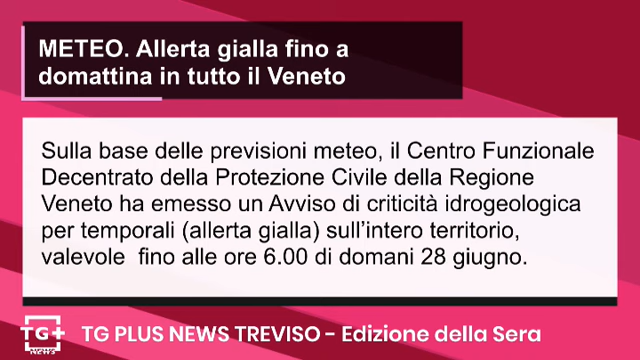 METEO. Allerta gialla fino a
domattina in tutto il Veneto
Sulla base delle previsioni meteo, il Centro Funzionale
Decentrato della Protezione Civile della Regione
Veneto ha emesso un Avviso di criticità idrogeologica
per temporali (allerta gialla) sull'intero territorio,
valevole  fino alle ore 6.00 di domani 28 giugno.
TG+
NEWS
TG PLUS NEWS TREVISO - Edizione della Sera